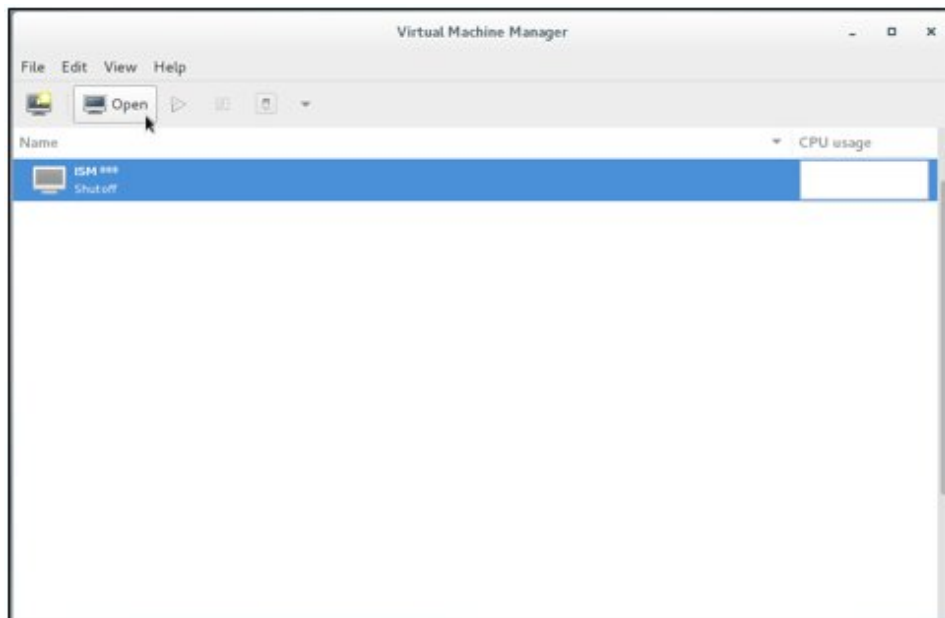 Virtual Machine Manager
File Edit View Help
Open
Name CPU usage
ISM ***
Shutoff